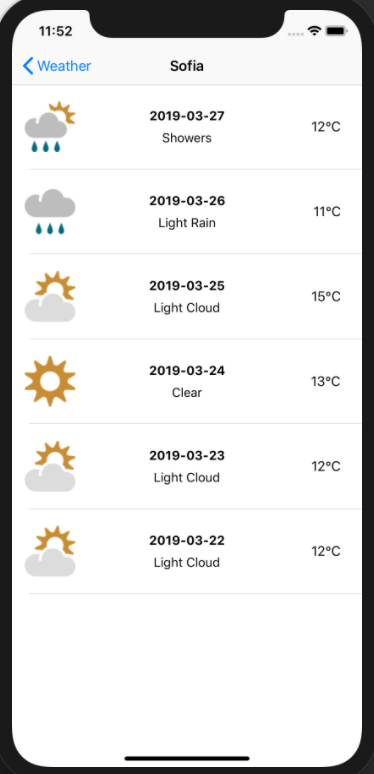 11:52
Weather
Sofia
2019-03-27
Showers
12°C
2019-03-26
Light Rain
11°C
2019-03-25
Light Cloud
15°C
2019-03-24
Clear
13°C
2019-03-23
Light Cloud
12°C
2019-03-22
Light Cloud
12°C